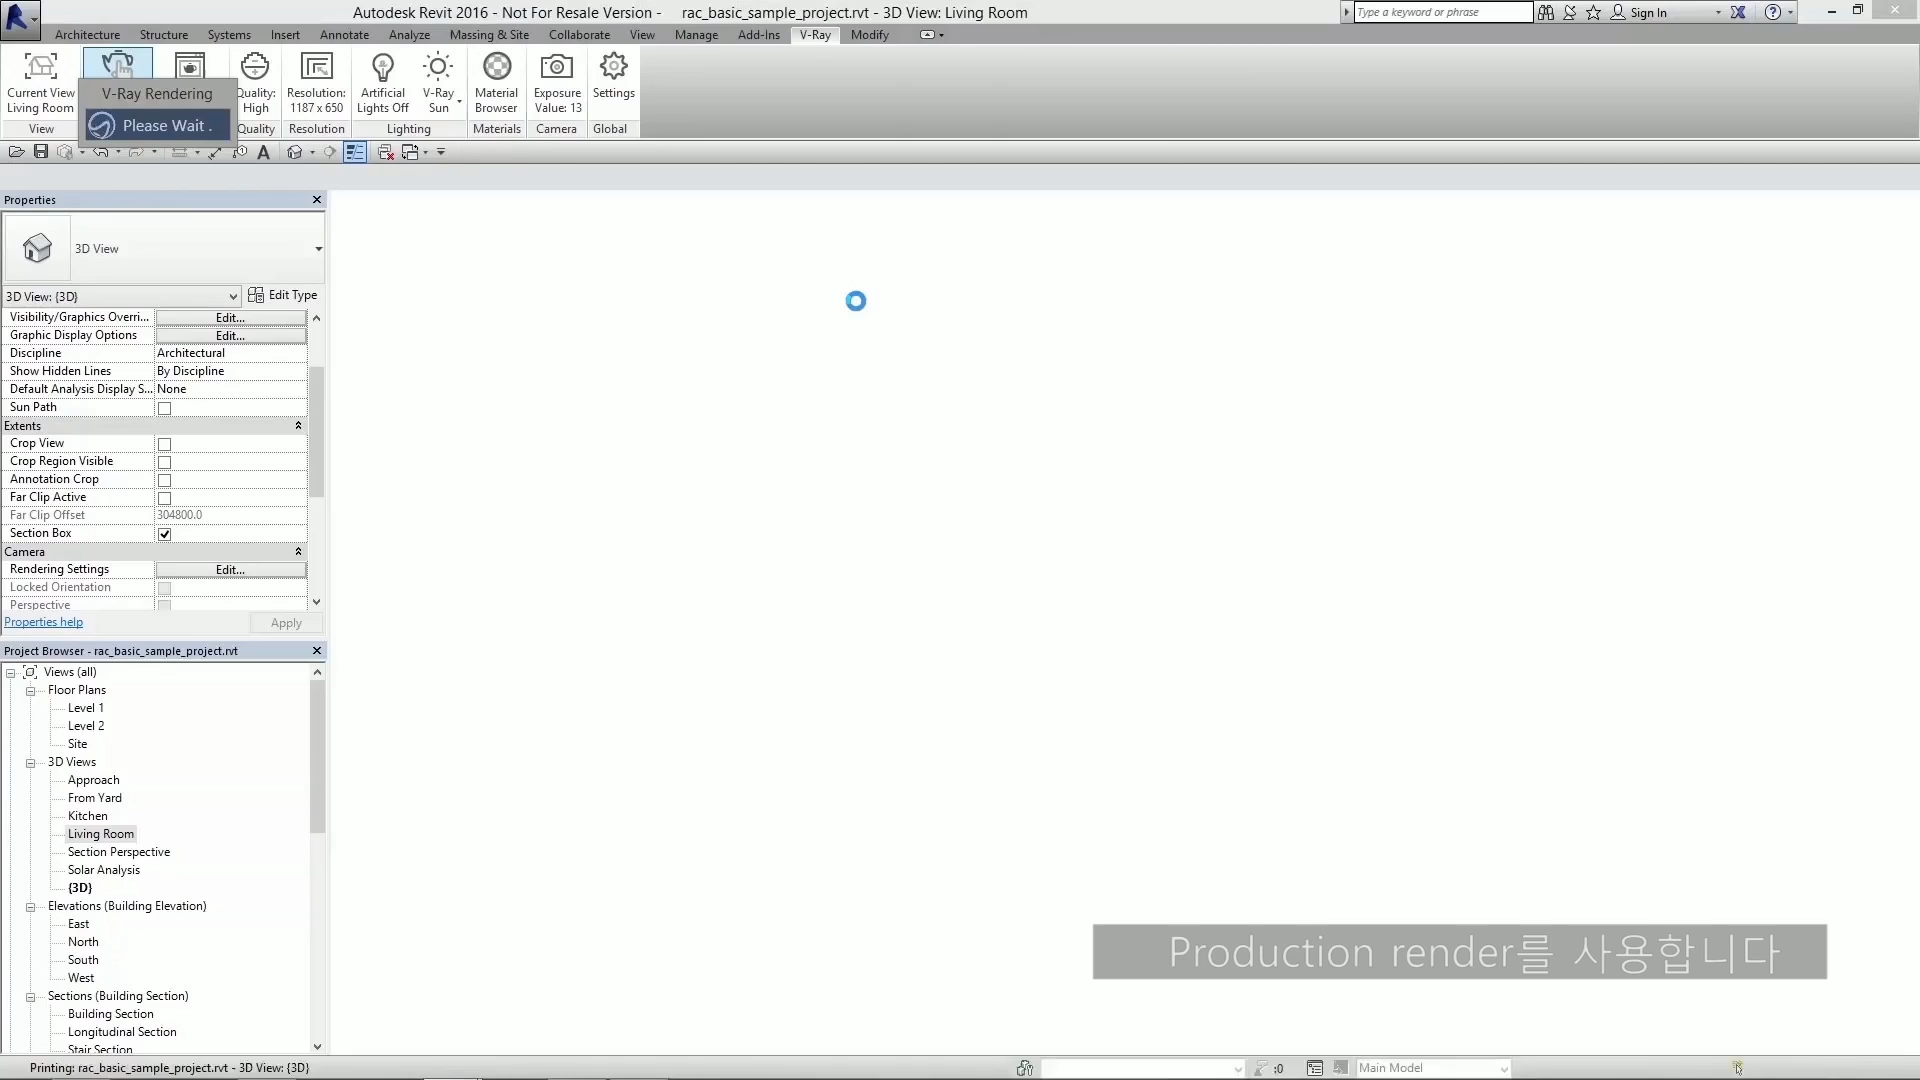 Autodesk Revit 2016 - Not For Resale Version - rac_basic_sample_project.rvt - 3D View: Living Room
Type a keyword or phrase
Sign In
Architecture Structure Systems Insert Annotate Analyze Massing & Site Collaborate View Manage Add-Ins V-Ray Modify
Current View
Living Room
View
V-Ray Rendering
Please Wait .
Quality:
High
Quality
Resolution:
1187 x 650
Resolution
Artificial
Lights Off
V-Ray
Sun
Lighting
Material
Browser
Materials
Exposure
Value: 13
Camera
Settings
Global
Properties
3D View
3D View: {3D}
Edit Type
Visibility/Graphics Overri... Edit...
Graphic Display Options Edit...
Discipline Architectural
Show Hidden Lines By Discipline
Default Analysis Display S... None
Sun Path
Extents
Crop View
Crop Region Visible
Annotation Crop
Far Clip Active
Far Clip Offset 304800.0
Section Box
Camera
Rendering Settings Edit...
Locked Orientation
Perspective
Properties help
Apply
Project Browser - rac_basic_sample_project.rvt
Views (all)
Floor Plans
Level 1
Level 2
Site
3D Views
Approach
From Yard
Kitchen
Living Room
Section Perspective
Solar Analysis
{3D}
Elevations (Building Elevation)
East
North
South
West
Sections (Building Section)
Building Section
Longitudinal Section
Stair Section
Production render를 사용합니다
Printing: rac_basic_sample_project.rvt - 3D View: {3D}
:0
Main Model